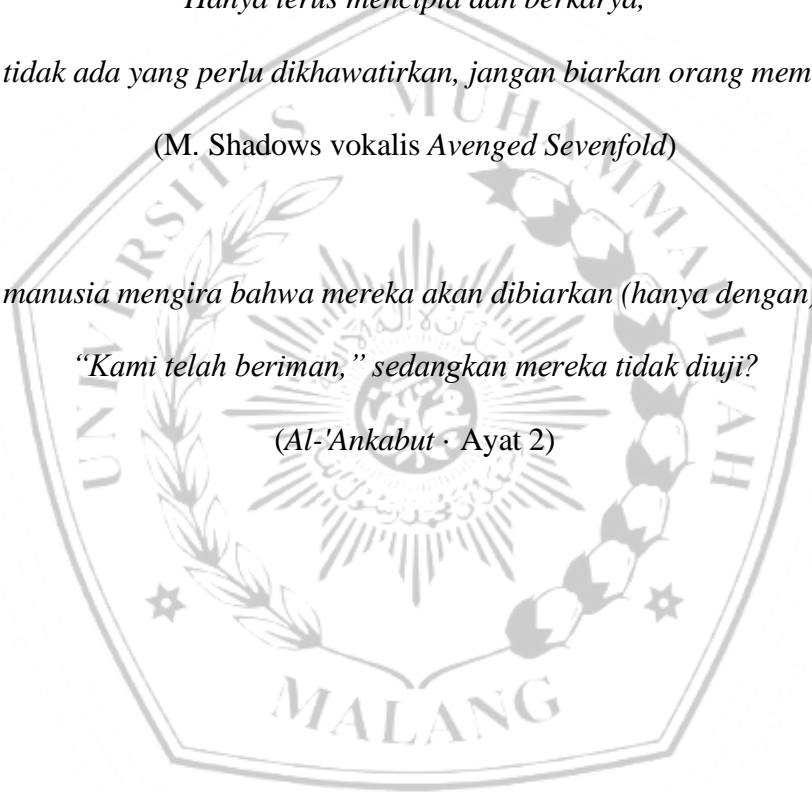 Hanya terus mencipta dan berkarya,
tidak ada yang perlu dikhawatirkan, jangan biarkan orang mem
(M. Shadows vokalis Avenged Sevenfold)
manusia mengira bahwa mereka akan dibiarkan (hanya dengan)
“Kami telah beriman,” sedangkan mereka tidak diuji?
(Al-'Ankabut · Ayat 2)
UNIVERSITAS MUHAMMADIYAH
MALANG